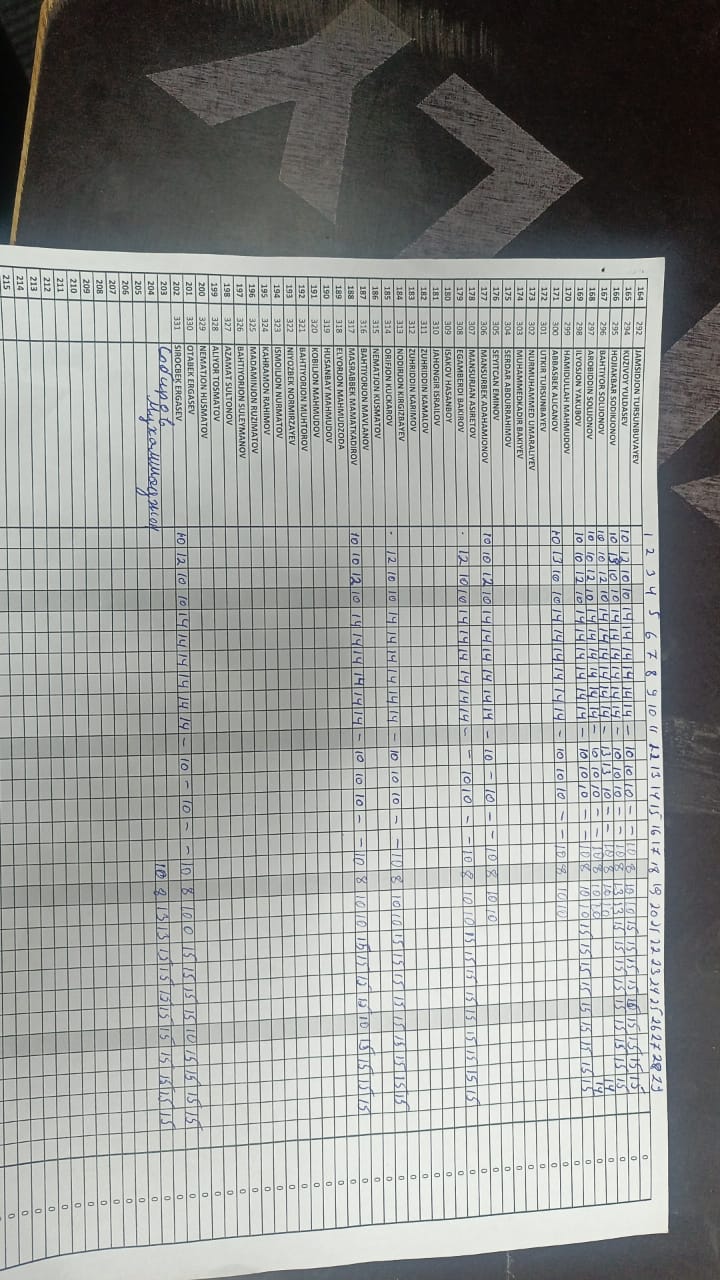 1 2 3 4 5 6 7 8 9 10 11 12 13 14 15 16 17 18 19 20 21 22 23 24 25 26 27 28 29
164 292 JAMSIDJON TURSUNBUVAYEV 0
165 294 KUZIVOY YULDASEV 10 12 10 10 14 14 14 14 14 14 - 10 10 10 - - 10 8 10 10 15 15 15 15 15 15 15 15 0
166 295 HOJIAKBAR SODIKJONOV 10 13 10 10 14 14 14 14 14 14 - 10 10 10 - - 10 8 13 13 15 15 15 15 15 15 15 15 15 0
167 296 BAHTIYOR SOLIJONOV 10 10 12 10 14 14 14 14 14 14 - 13 13 10 - - 10 8 10 10 14 0
168 297 AROBIDDIN SOLIJONOV 10 10 12 10 14 14 14 14 14 14 - 10 10 10 - - 10 8 10 10 14 0
169 298 ILYOSJON YAKUBOV 10 10 12 10 14 14 14 14 14 14 - 10 10 10 - - 10 8 10 10 15 15 15 15 15 15 15 15 15 0
170 299 HAMIDULLAH MAHMUDOV 0
171 300 ABBASBEK ALICANOV 10 13 10 10 14 14 14 14 14 14 - 10 10 10 - - 10 8 10 10 0
172 301 UTKIR TURSUNBAYEV 0
173 302 NURMUHAMMED UMARALIYEV 0
174 303 MUHAMMEDKADIR BAKIYEV 0
175 304 SERDAR ABDURRAHIMOV 0
176 305 SEYITCAN EMINOV 0
177 306 MANSURBEK ADAHAMJONOV 10 10 12 10 14 14 14 14 14 14 - 10 - 10 - - 10 8 10 10 0
178 307 MANSURJAN ASIRETOV 0
179 308 EGAMBERDI BAKIROV - 12 10 10 14 14 14 14 14 14 - - 10 10 - - 10 8 10 10 15 15 15 15 15 15 15 15 15 0
180 309 ISAKOV HASANBOY 0
181 310 JAHONGIR ISRAILOV 0
182 311 ZUHRIDDIN KAMALOV 0
183 312 ZUHRIDDIN KARIMOV 0
184 313 NODIRJON KIRGIZBAYEV 0
185 314 ORIFJON KUCKAROV - 12 10 10 14 14 14 14 14 14 - 10 10 10 - - 10 8 10 10 15 15 15 15 15 15 15 15 15 0
186 315 NEMATJON KUSMATOV 0
187 316 BAHTIYORJON MAVLANOV 0
188 317 MASRABBEK MAMATKADIROV 10 10 12 10 14 14 14 14 14 14 - 10 10 10 - - 10 8 10 10 15 15 15 15 10 15 15 15 15 0
189 318 ELYORJON MAHMUDZODA 0
190 319 HUSANBAY MAHMUDOV 0
191 320 KOBILJON MAHMUDOV 0
192 321 BAHTIYORJON MUHTOROV 0
193 322 NIYOZBEK NORMIRZAYEV 0
194 323 ISMOILJON NURMATOV 0
195 324 KAHRAMON RAHIMOV 0
196 325 MADAMINJON RUZIMATOV 0
197 326 BAHTIYORJON SULEYMANOV 0
198 327 AZAMAT SULTONOV 0
199 328 ALIYOR TOSMATOV 0
200 329 NEMATJON HUSMATOV 0
201 330 OTABEK ERGASEV 0
202 331 SIROCBEK ERGASEV 10 12 10 10 14 14 14 14 14 14 - 10 - 10 - - 10 8 10 0 15 15 15 15 10 15 15 15 15 0
203 Собиров 0
204 Мухаммаджон 10 8 13 13 15 15 15 15 15 15 15 15 15 0
205 0
206 0
207 0
208 0
209 0
210 0
211 0
212 0
213 0
214 0
215 0